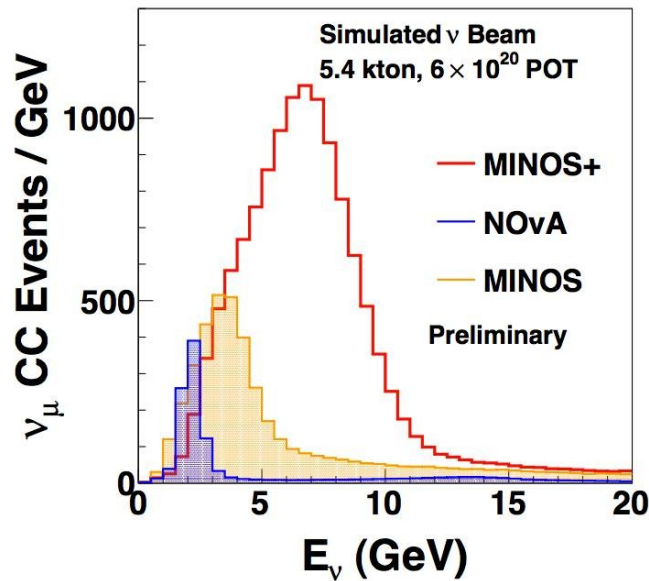 Simulated ν Beam
5.4 kton, 6 × 10²⁰ POT
ν_μ CC Events / GeV
1000
500
0
MINOS+
NOνA
MINOS
Preliminary
0 5 10 15 20
E_ν (GeV)